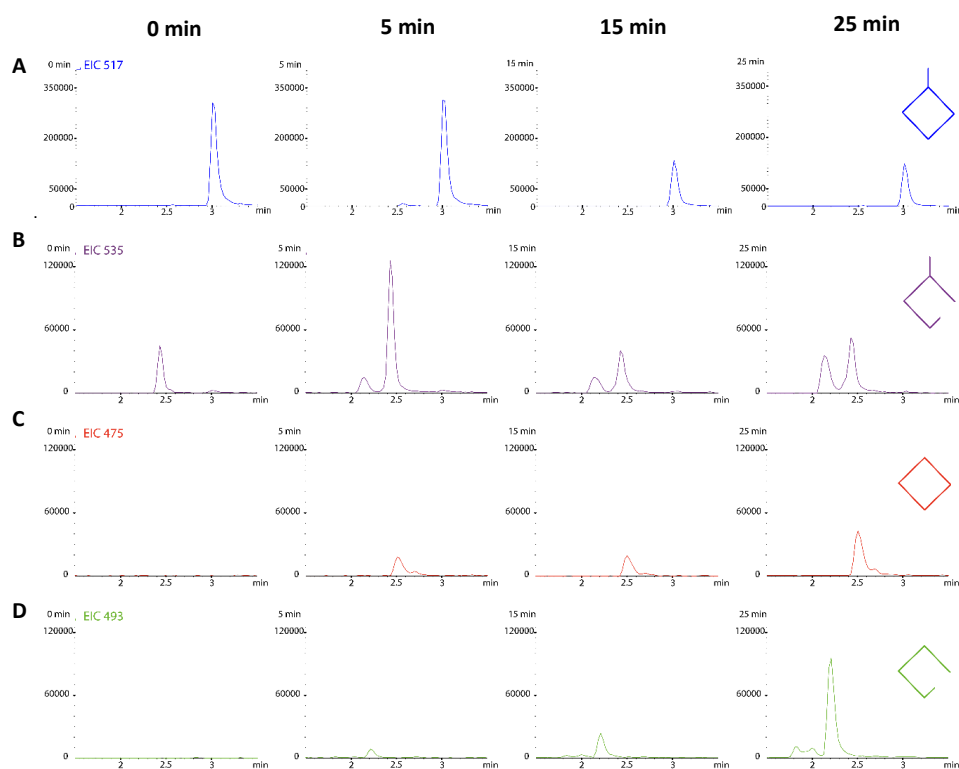 0 min 5 min 15 min 25 min
A
0 min EIC 517 5 min 15 min 25 min
350000 350000 350000 350000
200000 200000 200000 200000
50000 50000 50000 50000
0 0 0 0
2 2.5 3 min 2 2.5 3 min 2 2.5 3 min 2 2.5 3 min
B
0 min EIC 535 5 min 15 min 25 min
120000 120000 120000 120000
60000 60000 60000 60000
0 0 0 0
2 2.5 3 min 2 2.5 3 min 2 2.5 3 min 2 2.5 3 min
C
0 min EIC 475 5 min 15 min 25 min
120000 120000 120000 120000
60000 60000 60000 60000
0 0 0 0
2 2.5 3 min 2 2.5 3 min 2 2.5 3 min 2 2.5 3 min
D
0 min EIC 493 5 min 15 min 25 min
120000 120000 120000 120000
60000 60000 60000 60000
0 0 0 0
2 2.5 3 min 2 2.5 3 min 2 2.5 3 min 2 2.5 3 min